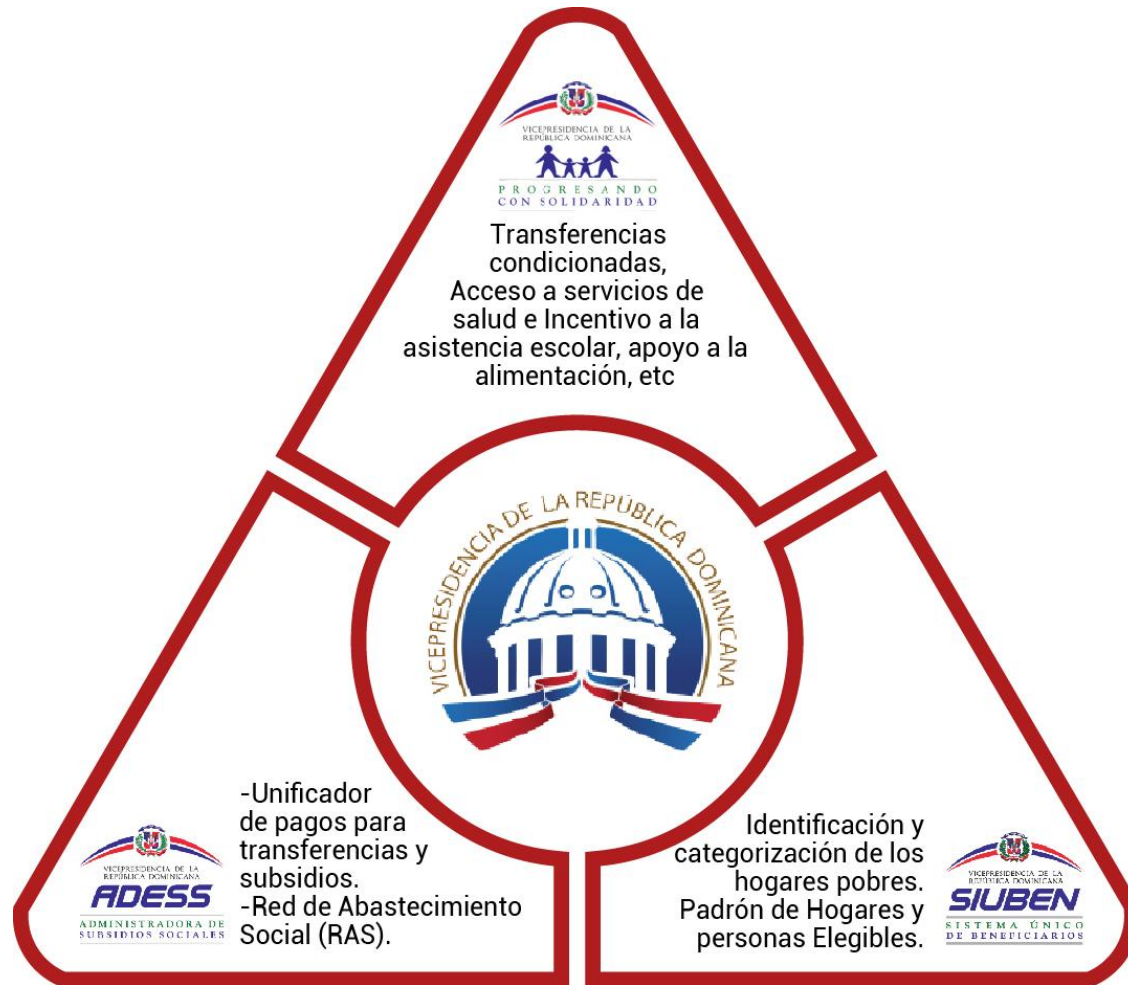 VICEPRESIDENCIA DE LA
REPÚBLICA DOMINICANA
PROGRESANDO
CON SOLIDARIDAD
Transferencias
condicionadas,
Acceso a servicios de
salud e Incentivo a la
asistencia escolar, apoyo a la
alimentación, etc
VICEPRESIDENCIA DE LA REPÚBLICA DOMINICANA
VICEPRESIDENCIA DE LA
REPÚBLICA DOMINICANA
ADESS
ADMINISTRADORA DE
SUBSIDIOS SOCIALES
-Unificador
de pagos para
transferencias y
subsidios.
-Red de Abastecimiento
Social (RAS).
Identificación y
categorización de los
hogares pobres.
Padrón de Hogares y
personas Elegibles.
VICEPRESIDENCIA DE LA
REPÚBLICA DOMINICANA
SIUBEN
SISTEMA ÚNICO
DE BENEFICIARIOS